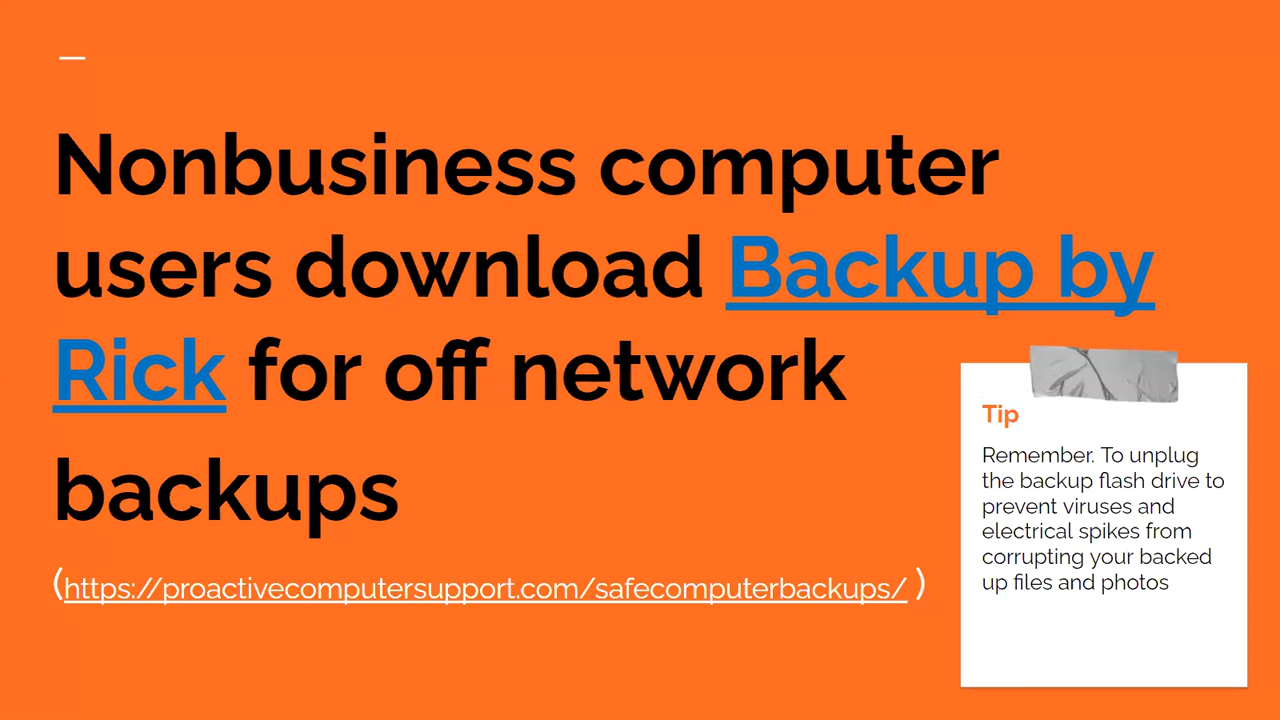 Nonbusiness computer
users download Backup by
Rick for off network
backups
(https://proactivecomputersupport.com/safecomputerbackups/ )
Tip
Remember. To unplug
the backup flash drive to
prevent viruses and
electrical spikes from
corrupting your backed
up files and photos